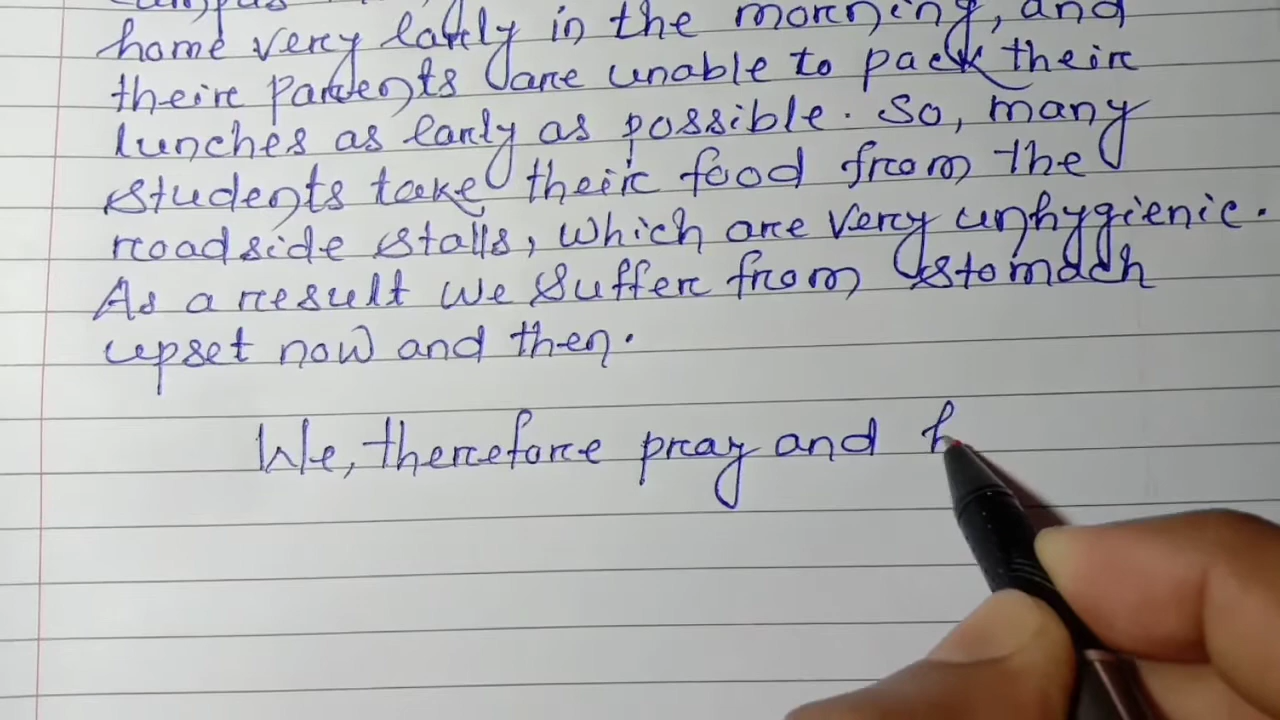 home very early in the morning, and
their parents are unable to pack their
lunches as early as possible. So, many
students take their food from the
road side stalls, which are very unhygienic.
As a result we suffer from stomach
upset now and then.
We, therefore pray and h